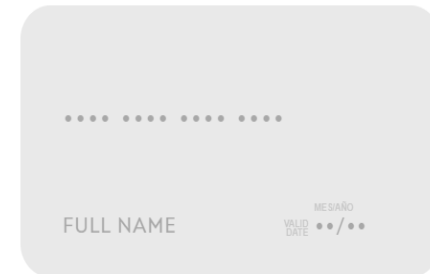 •••• •••• •••• ••••
MES/AÑO
FULL NAME
VALID
DATE
••/••